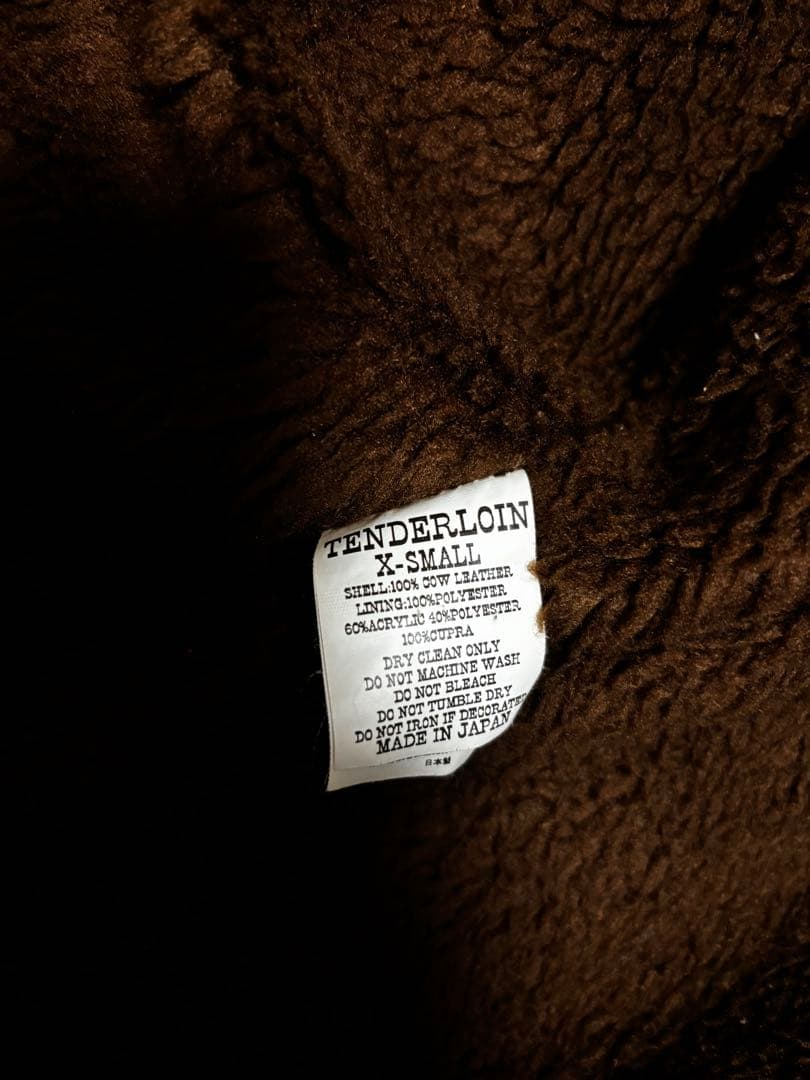 TENDERLOIN
X-SMALL
SHELL:100% COW LEATHER
LINING:100%POLYESTER
60%ACRYLIC 40%POLYESTER
100%CUPRA
DRY CLEAN ONLY
DO NOT MACHINE WASH
DO NOT BLEACH
DO NOT TUMBLE DRY
DO NOT IRON IF DECORATE
MADE IN JAPAN
日本製